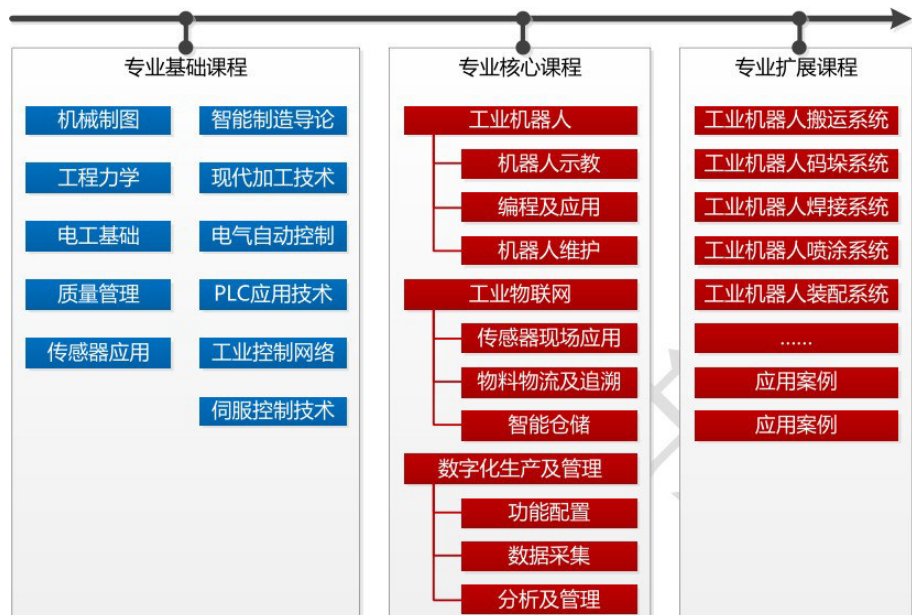 专业基础课程
机械制图
智能制造导论
工程力学
现代加工技术
电工基础
电气自动控制
质量管理
PLC应用技术
传感器应用
工业控制网络
伺服控制技术
专业核心课程
工业机器人
机器人示教
编程及应用
机器人维护
工业物联网
传感器现场应用
物料物流及追溯
智能仓储
数字化生产及管理
功能配置
数据采集
分析及管理
专业扩展课程
工业机器人搬运系统
工业机器人码垛系统
工业机器人焊接系统
工业机器人喷涂系统
工业机器人装配系统
......
应用案例
应用案例